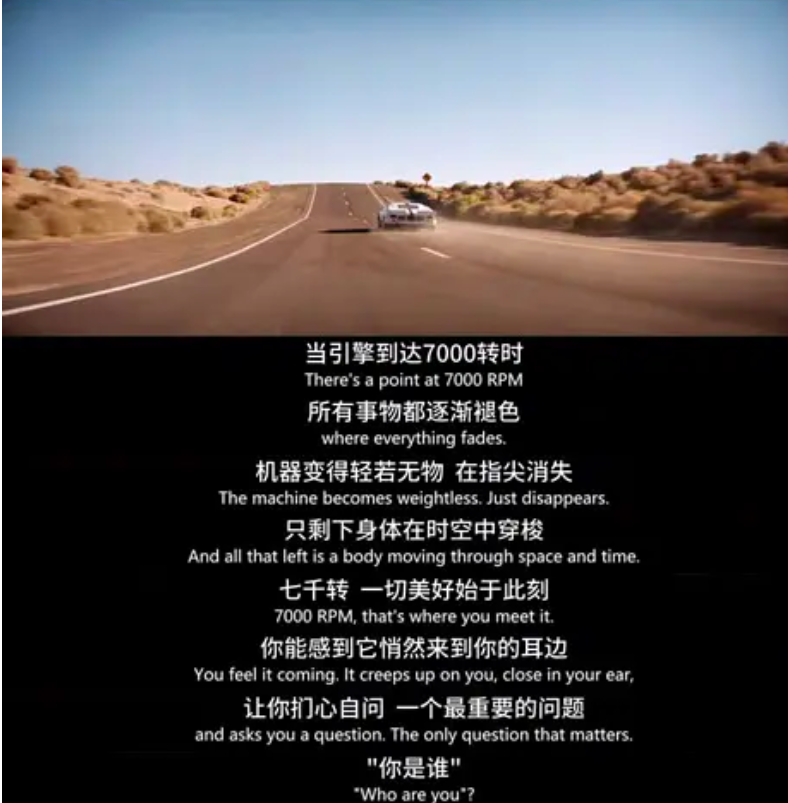 当引擎到达7000转时
There's a point at 7000 RPM
所有事物都逐渐褪色
where everything fades.
机器变得轻若无物 在指尖消失
The machine becomes weightless. Just disappears.
只剩下身体在时空中穿梭
And all that left is a body moving through space and time.
七千转 一切美好始于此刻
7000 RPM, that's where you meet it.
你能感到它悄然来到你的耳边
You feel it coming. It creeps up on you, close in your ear,
让你扪心自问 一个最重要的问题
and asks you a question. The only question that matters.
"你是谁"
"Who are you"?